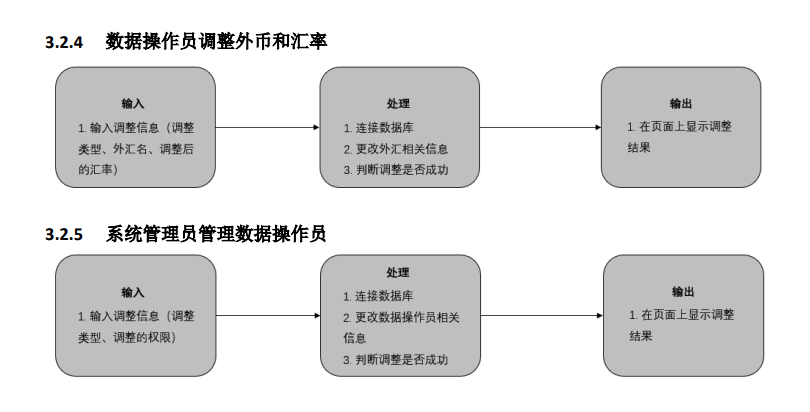 3.2.4 数据操作员调整外币和汇率
输入
1. 输入调整信息（调整
类型、外汇名、调整后
的汇率）
处理
1. 连接数据库
2. 更改外汇相关信息
3. 判断调整是否成功
输出
1. 在页面上显示调整
结果
3.2.5 系统管理员管理数据操作员
输入
1. 输入调整信息（调整
类型、调整的权限）
处理
1. 连接数据库
2. 更改数据操作员相关
信息
3. 判断调整是否成功
输出
1. 在页面上显示调整
结果